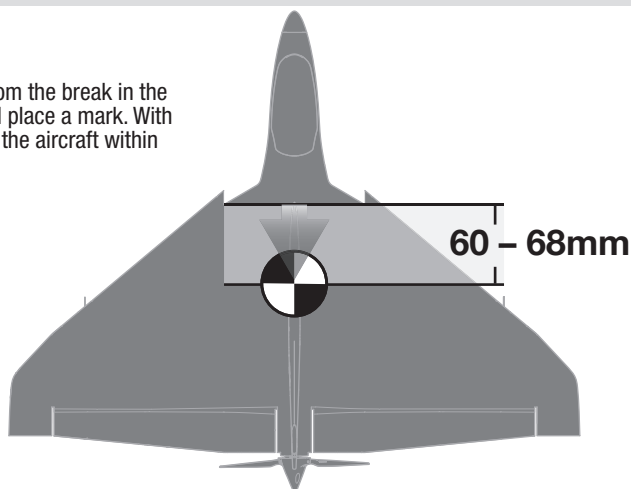 om the break in the
place a mark. With
the aircraft within
60 – 68mm